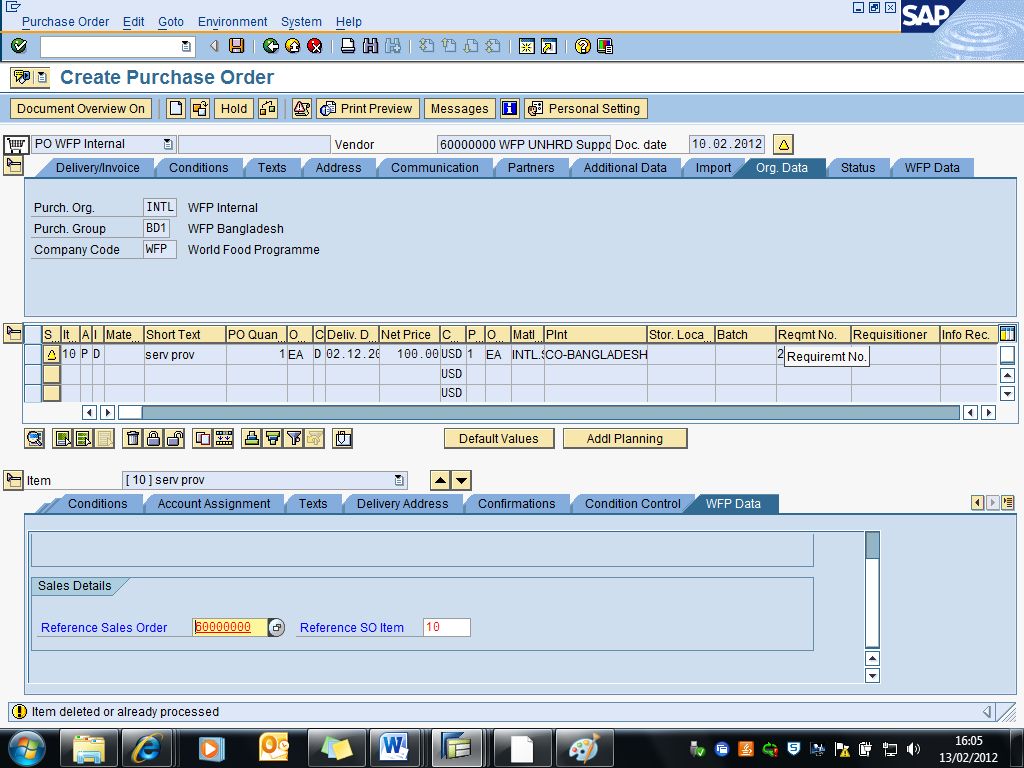 Purchase Order Edit Goto Environment System Help
SAP
Create Purchase Order
Document Overview On Hold Print Preview Messages Personal Setting
PO WFP Internal Vendor 60000000 WFP UNHRD Suppo Doc. date 10.02.2012
Delivery/Invoice Conditions Texts Address Communication Partners Additional Data Import Org. Data Status WFP Data
Purch. Org. INTL WFP Internal
Purch. Group BD1 WFP Bangladesh
Company Code WFP World Food Programme
S.. It.. A I Mate... Short Text PO Quan... O... C Deliv. D... Net Price C... P.. O... Matl... Plnt Stor. Loca... Batch Reqmt No. Requisitioner Info Rec.
10 P D serv prov 1 EA D 02.12.20 100.00 USD 1 EA INTL.S CO-BANGLADESH 2 Requiremt No.
USD
USD
Default Values Addl Planning
Item [ 10 ] serv prov
Conditions Account Assignment Texts Delivery Address Confirmations Condition Control WFP Data
Sales Details
Reference Sales Order 60000000 Reference SO Item 10
Item deleted or already processed
16:05
13/02/2012